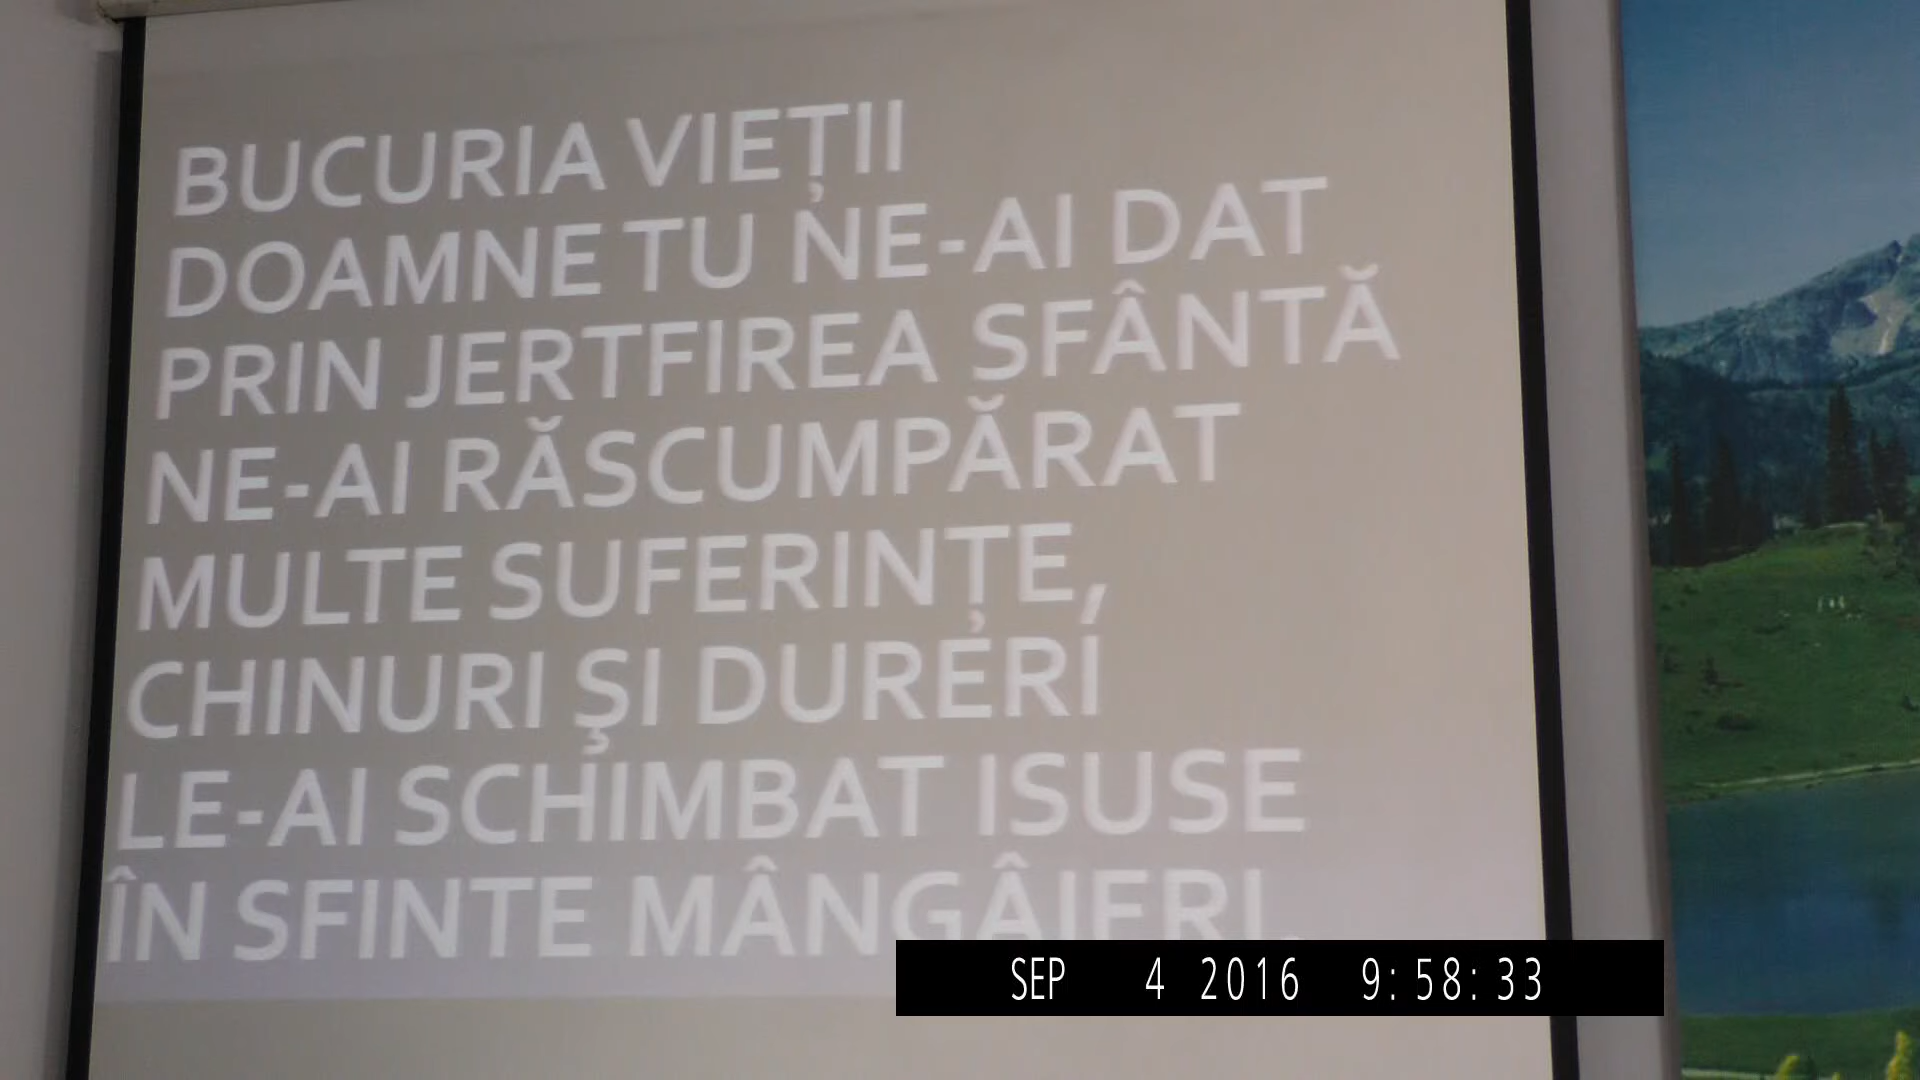 BUCURIA VIEȚII
DOAMNE TU NE-AI DAT
PRIN JERTFIREA SFÂNTĂ
NE-AI RĂSCUMPĂRAT
MULTE SUFERINȚE,
CHINURI ŞI DURERI
LE-AI SCHIMBAT ISUSE
ÎN SFINTE MÂNGÂIERI.
SEP 4 2016 9:58:33